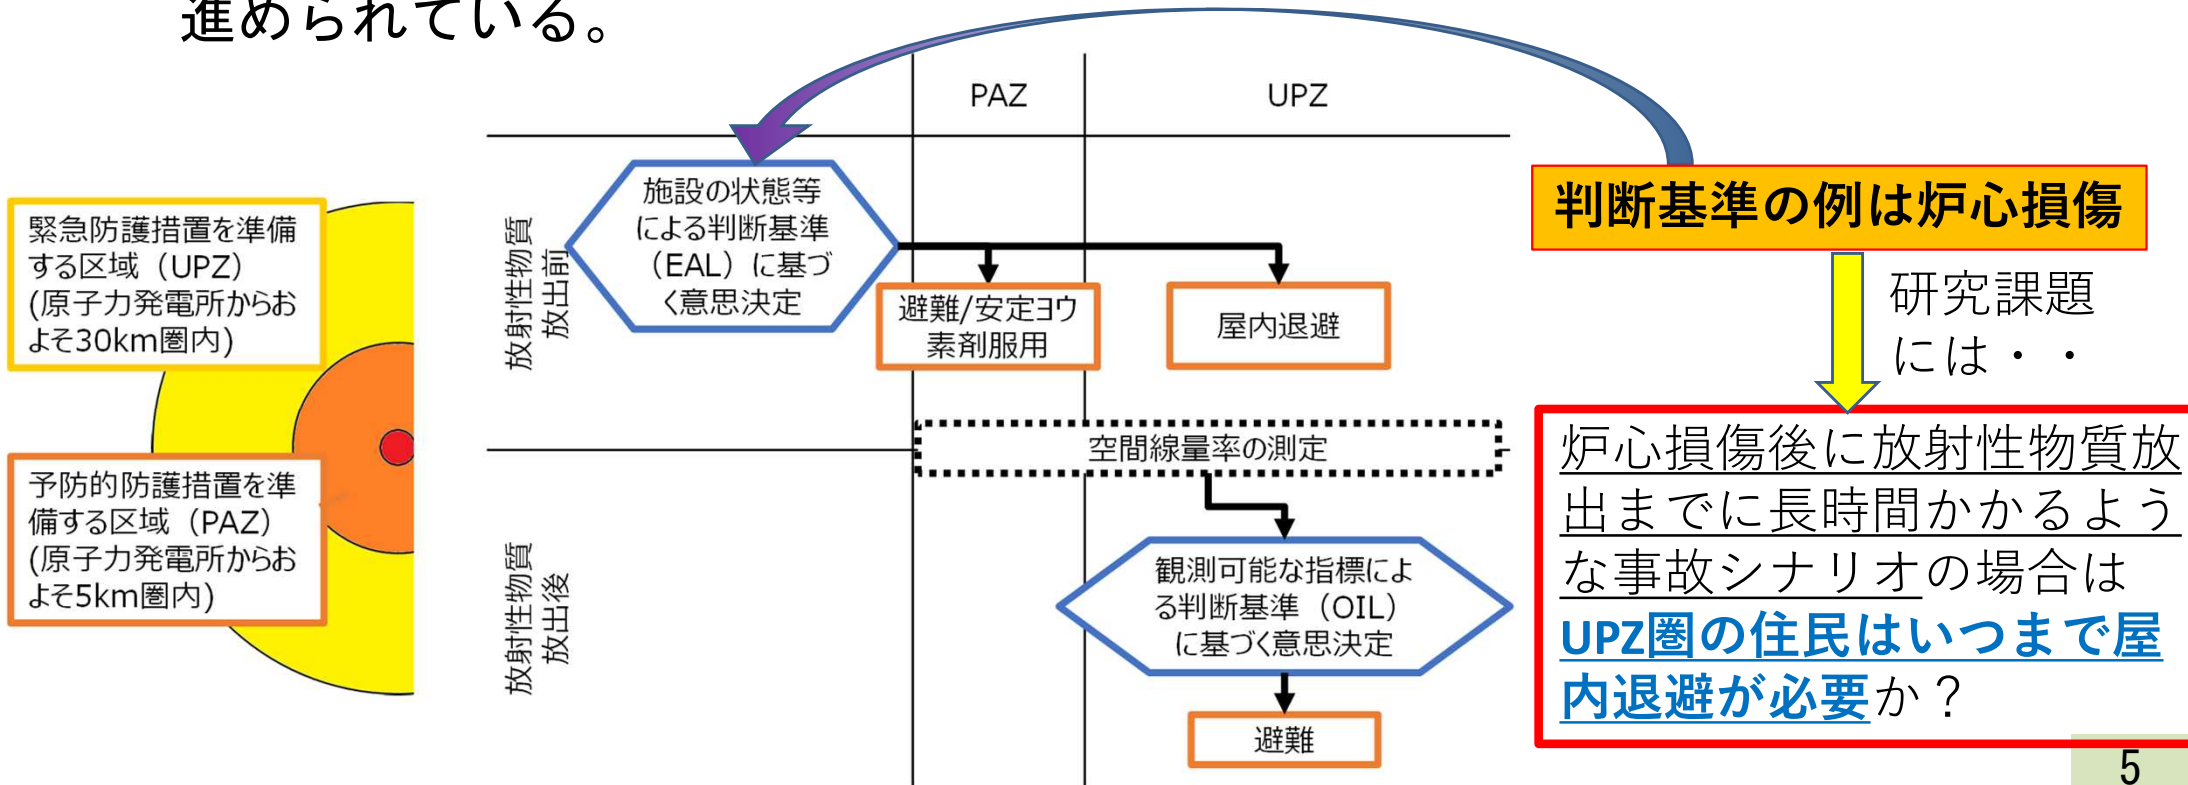 進められている。
PAZ
UPZ
緊急防護措置を準備
する区域（UPZ）
(原子力発電所からお
よそ30km圏内)
予防的防護措置を準
備する区域（PAZ）
(原子力発電所からお
よそ5km圏内)
放射性物質
放出前
施設の状態等
による判断基準
（EAL）に基づ
く意思決定
避難/安定ヨウ
素剤服用
屋内退避
空間線量率の測定
放射性物質
放出後
観測可能な指標によ
る判断基準（OIL）
に基づく意思決定
避難
判断基準の例は炉心損傷
研究課題
には・・
炉心損傷後に放射性物質放
出までに長時間かかるよう
な事故シナリオの場合は
UPZ圏の住民はいつまで屋
内退避が必要か？
5